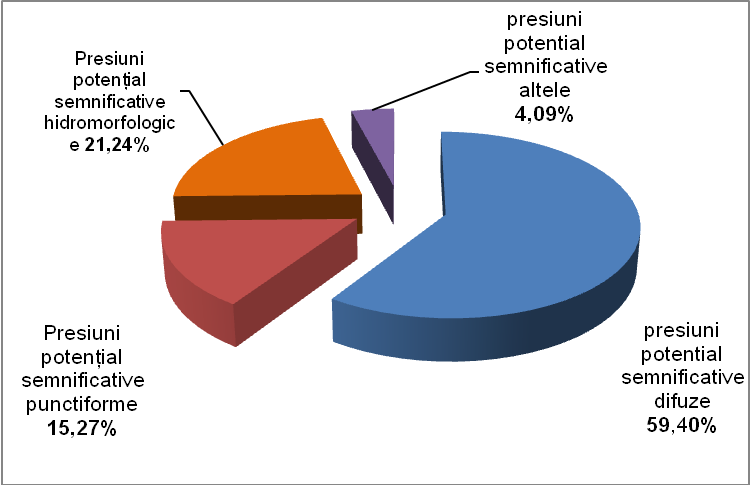 Presiuni
potențial
semnificative
hidromorfologic
e 21,24%
presiuni
potential
semnificative
altele
4,09%
Presiuni
potențial
semnificative
punctiforme
15,27%
presiuni
potential
semnificative
difuze
59,40%